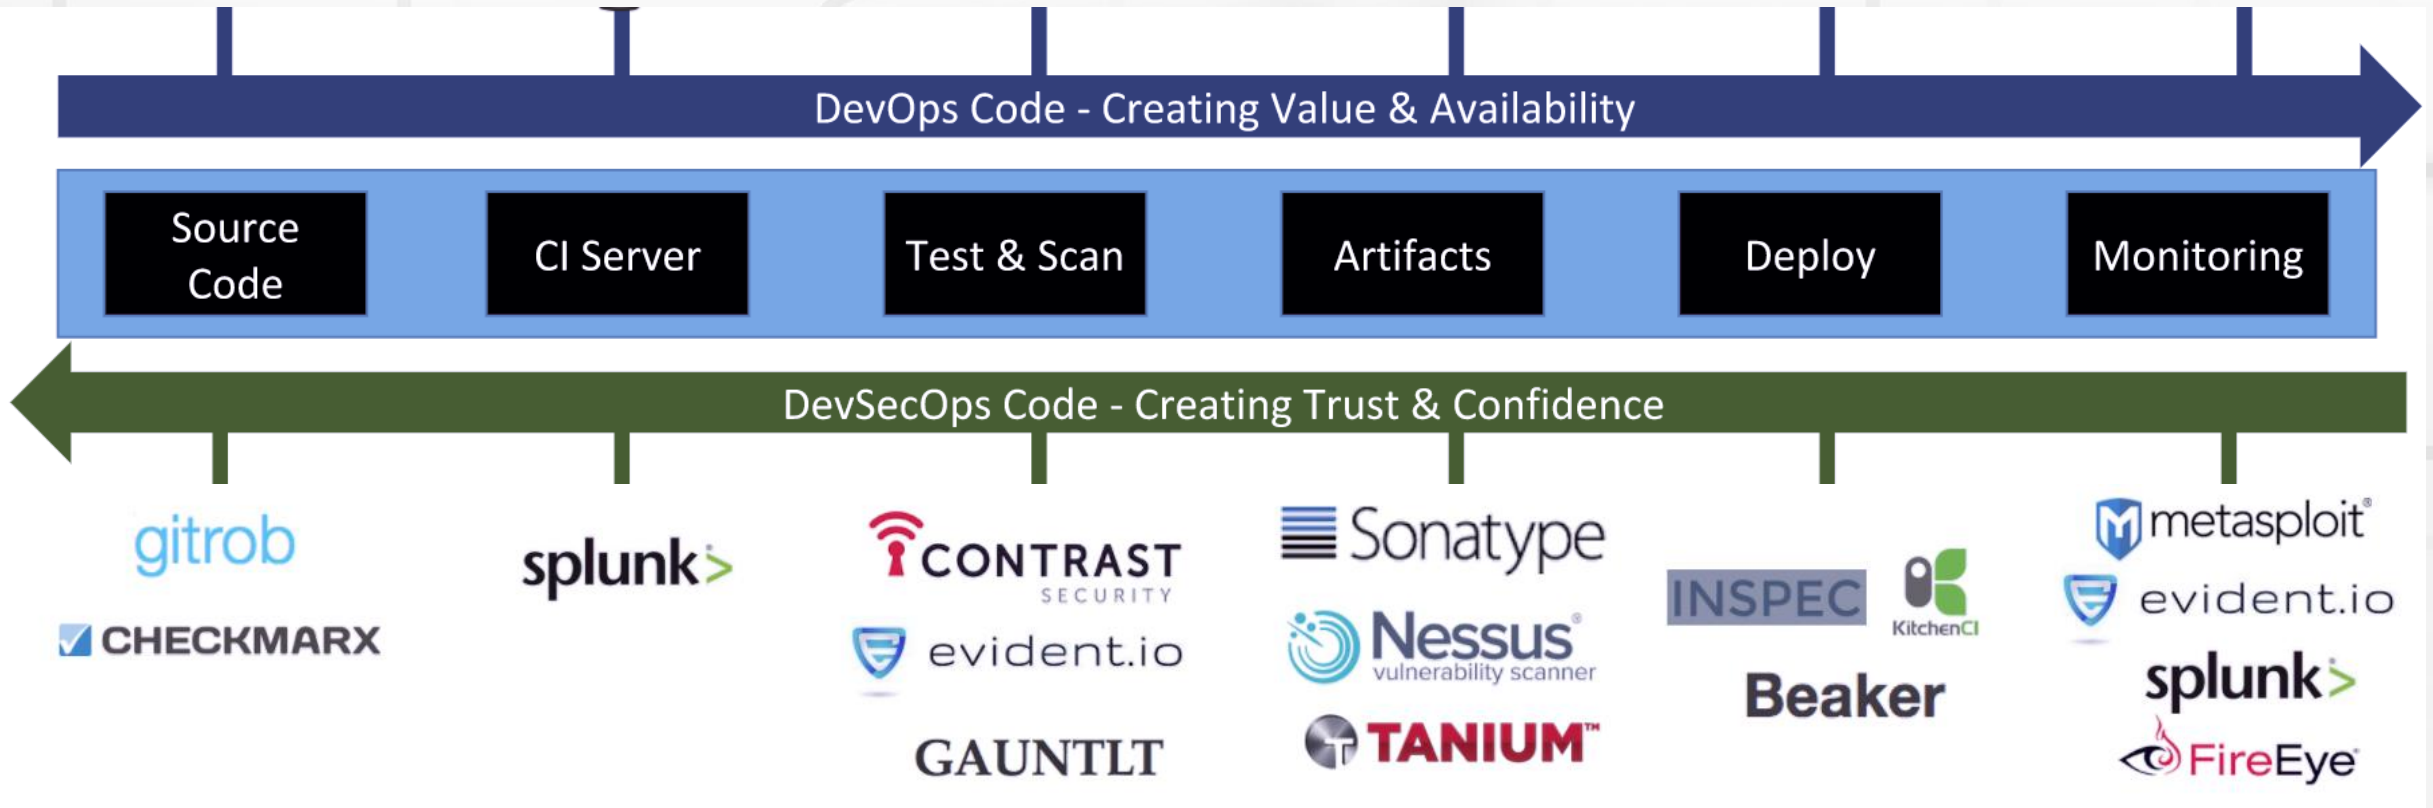 DevOps Code - Creating Value & Availability
Source
Code
CI Server
Test & Scan
Artifacts
Deploy
Monitoring
DevSecOps Code - Creating Trust & Confidence
gitrob
CHECKMARX
splunk>
CONTRAST
SECURITY
evident.io
GAUNTLT
Sonatype
Nessus®
vulnerability scanner
TANIUM™
INSPEC
KitchenCI
Beaker
metasploit®
evident.io
splunk>
FireEye